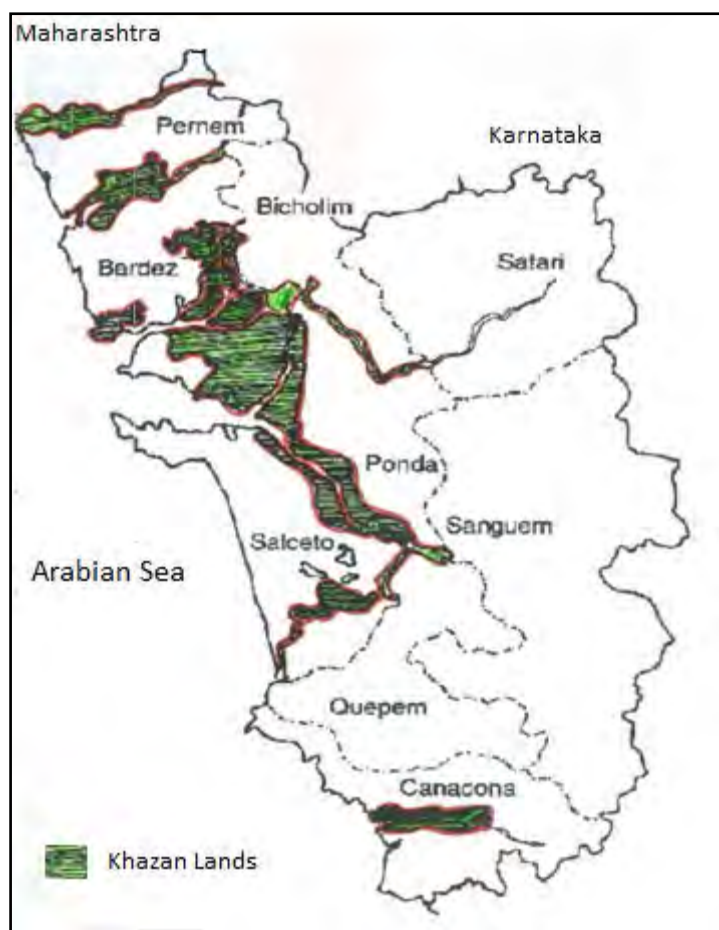 Maharashtra
Pernem
Karnataka
Bicholim
Bardez
Satari
Ponda
Sanguem
Salceto
Arabian Sea
Quepem
Canacona
Khazan Lands